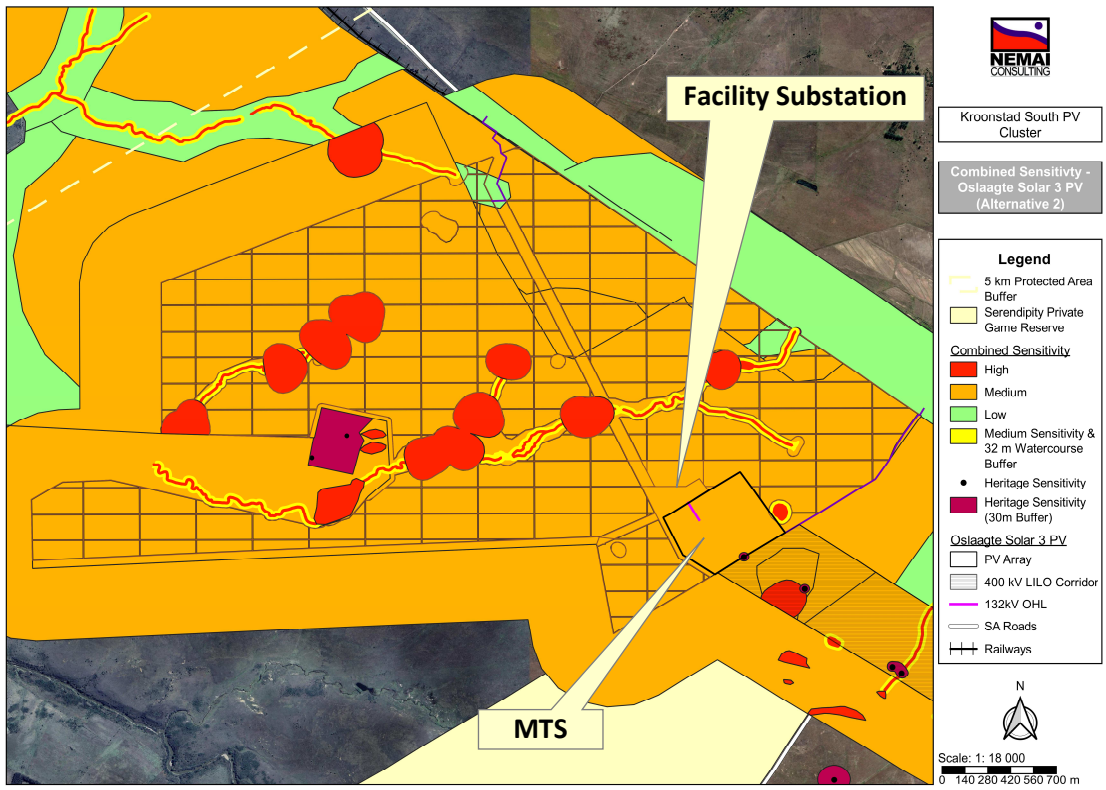 Facility Substation
MTS
NEMAI
CONSULTING
Kroonstad South PV
Cluster
Combined Sensitivty -
Oslaagte Solar 3 PV
(Alternative 2)
Legend
5 km Protected Area
Buffer
Serendipity Private
Game Reserve
Combined Sensitivity
High
Medium
Low
Medium Sensitivity &
32 m Watercourse
Buffer
Heritage Sensitivity
Heritage Sensitivity
(30m Buffer)
Oslaagte Solar 3 PV
PV Array
400 kV LILO Corridor
132kV OHL
SA Roads
Railways
N
Scale: 1: 18 000
0 140 280 420 560 700 m